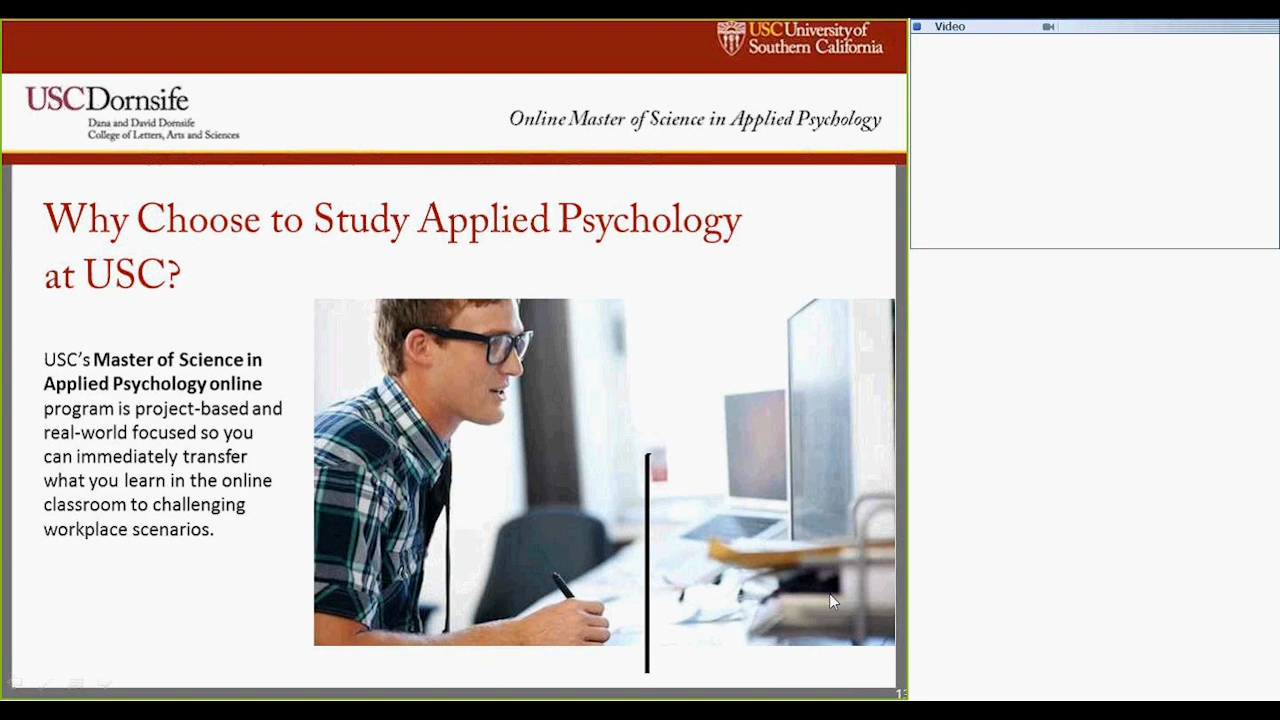 USC University of
Southern California
Video
USC Dornsife
Dana and David Dornsife
College of Letters, Arts and Sciences
Online Master of Science in Applied Psychology
Why Choose to Study Applied Psychology
at USC?
USC's Master of Science in
Applied Psychology online
program is project-based and
real-world focused so you
can immediately transfer
what you learn in the online
classroom to challenging
workplace scenarios.